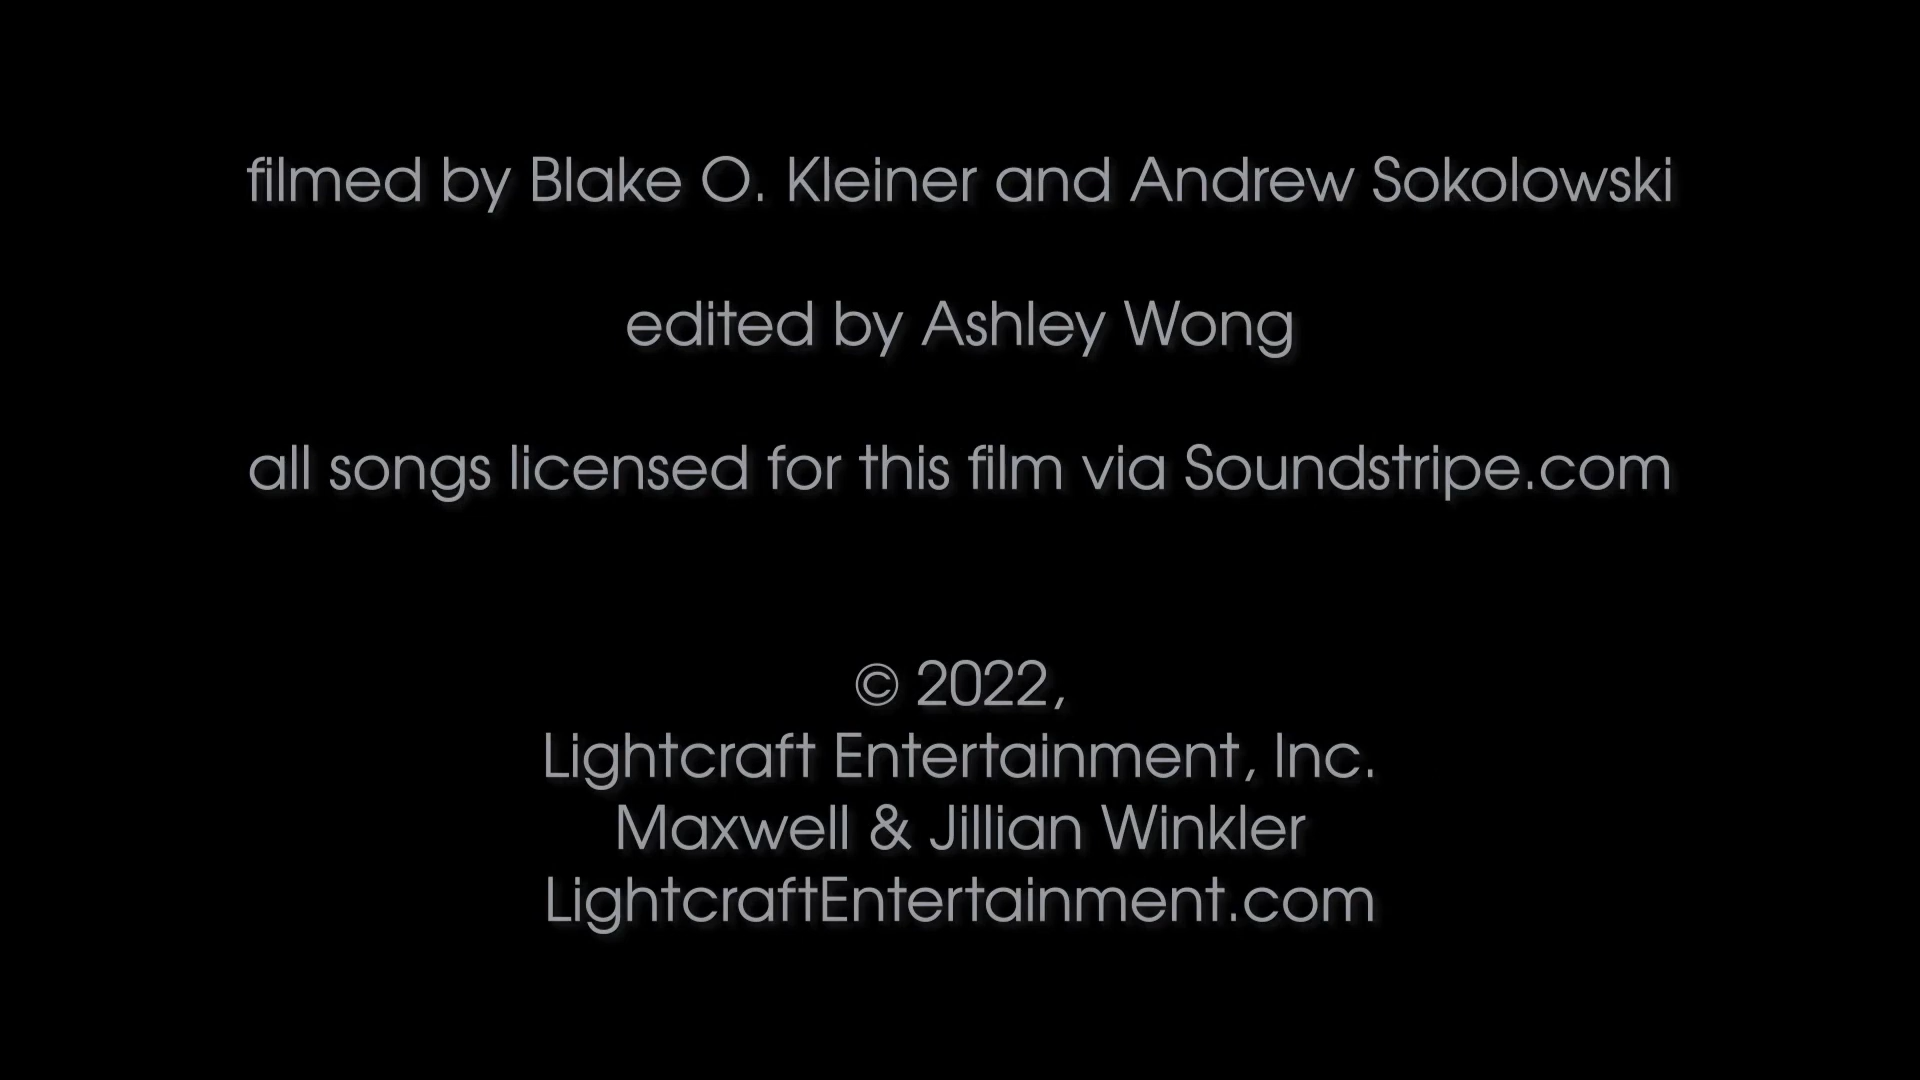 filmed by Blake O. Kleiner and Andrew Sokolowski
edited by Ashley Wong
all songs licensed for this film via Soundstripe.com
© 2022,
Lightcraft Entertainment, Inc.
Maxwell & Jillian Winkler
LightcraftEntertainment.com